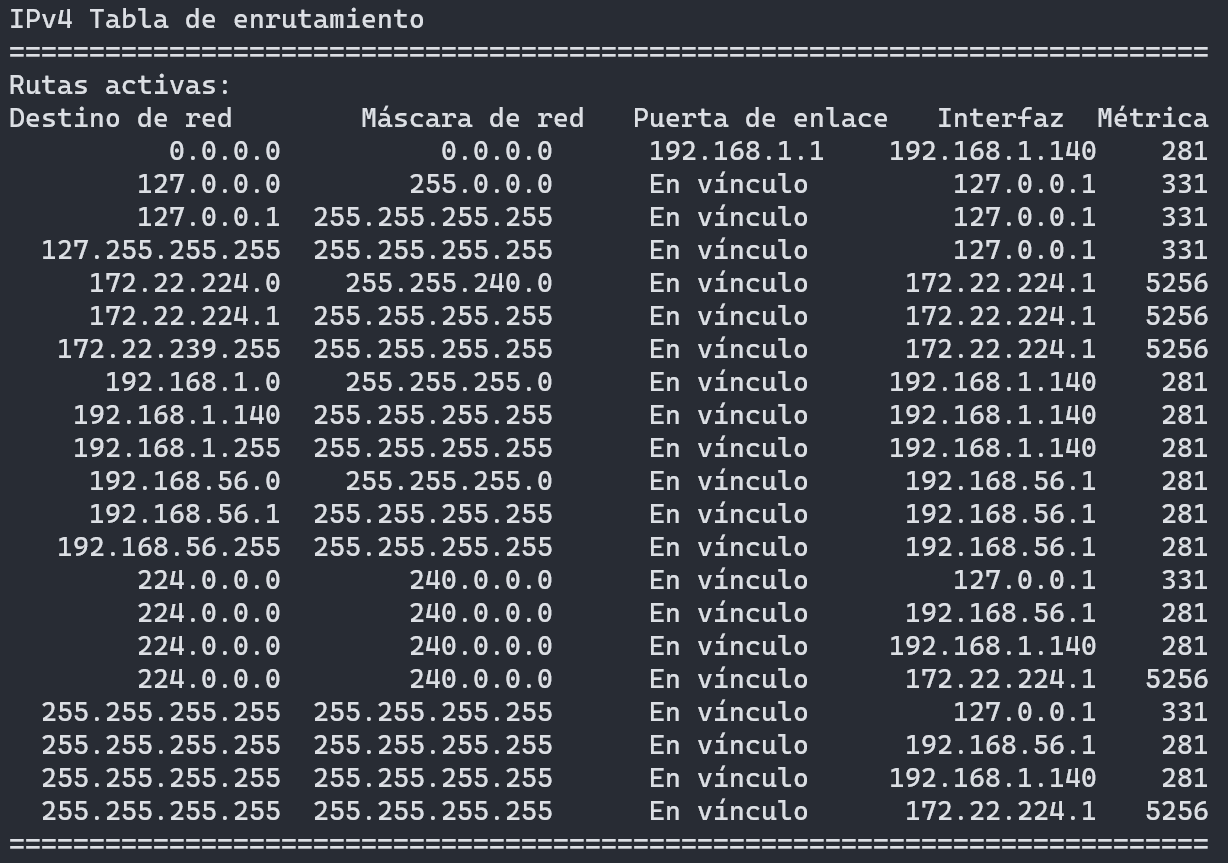 IPv4 Tabla de enrutamiento
===========================================================================
Rutas activas:
Destino de red        Máscara de red   Puerta de enlace   Interfaz  Métrica
          0.0.0.0          0.0.0.0      192.168.1.1    192.168.1.140    281
        127.0.0.0        255.0.0.0      En vínculo         127.0.0.1    331
        127.0.0.1  255.255.255.255      En vínculo         127.0.0.1    331
  127.255.255.255  255.255.255.255      En vínculo         127.0.0.1    331
     172.22.224.0    255.255.240.0      En vínculo      172.22.224.1   5256
     172.22.224.1  255.255.255.255      En vínculo      172.22.224.1   5256
   172.22.239.255  255.255.255.255      En vínculo      172.22.224.1   5256
      192.168.1.0    255.255.255.0      En vínculo     192.168.1.140    281
    192.168.1.140  255.255.255.255      En vínculo     192.168.1.140    281
    192.168.1.255  255.255.255.255      En vínculo     192.168.1.140    281
     192.168.56.0    255.255.255.0      En vínculo      192.168.56.1    281
     192.168.56.1  255.255.255.255      En vínculo      192.168.56.1    281
   192.168.56.255  255.255.255.255      En vínculo      192.168.56.1    281
        224.0.0.0        240.0.0.0      En vínculo         127.0.0.1    331
        224.0.0.0        240.0.0.0      En vínculo      192.168.56.1    281
        224.0.0.0        240.0.0.0      En vínculo     192.168.1.140    281
        224.0.0.0        240.0.0.0      En vínculo      172.22.224.1   5256
  255.255.255.255  255.255.255.255      En vínculo         127.0.0.1    331
  255.255.255.255  255.255.255.255      En vínculo      192.168.56.1    281
  255.255.255.255  255.255.255.255      En vínculo     192.168.1.140    281
  255.255.255.255  255.255.255.255      En vínculo      172.22.224.1   5256
===========================================================================